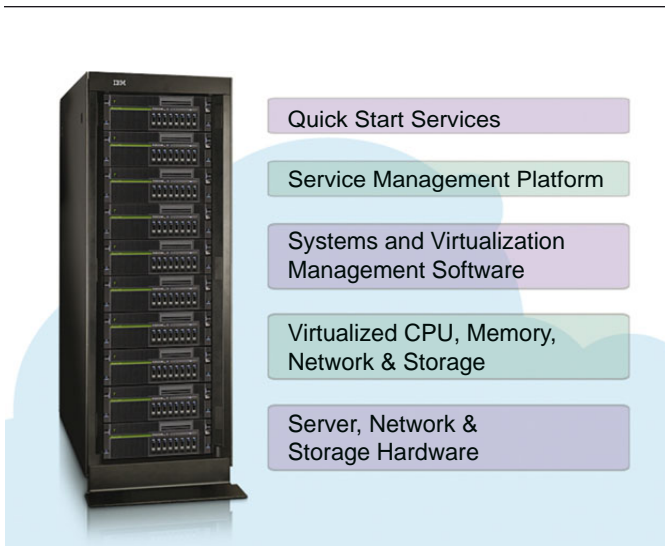 IBM
Quick Start Services
Service Management Platform
Systems and Virtualization
Management Software
Virtualized CPU, Memory,
Network & Storage
Server, Network &
Storage Hardware